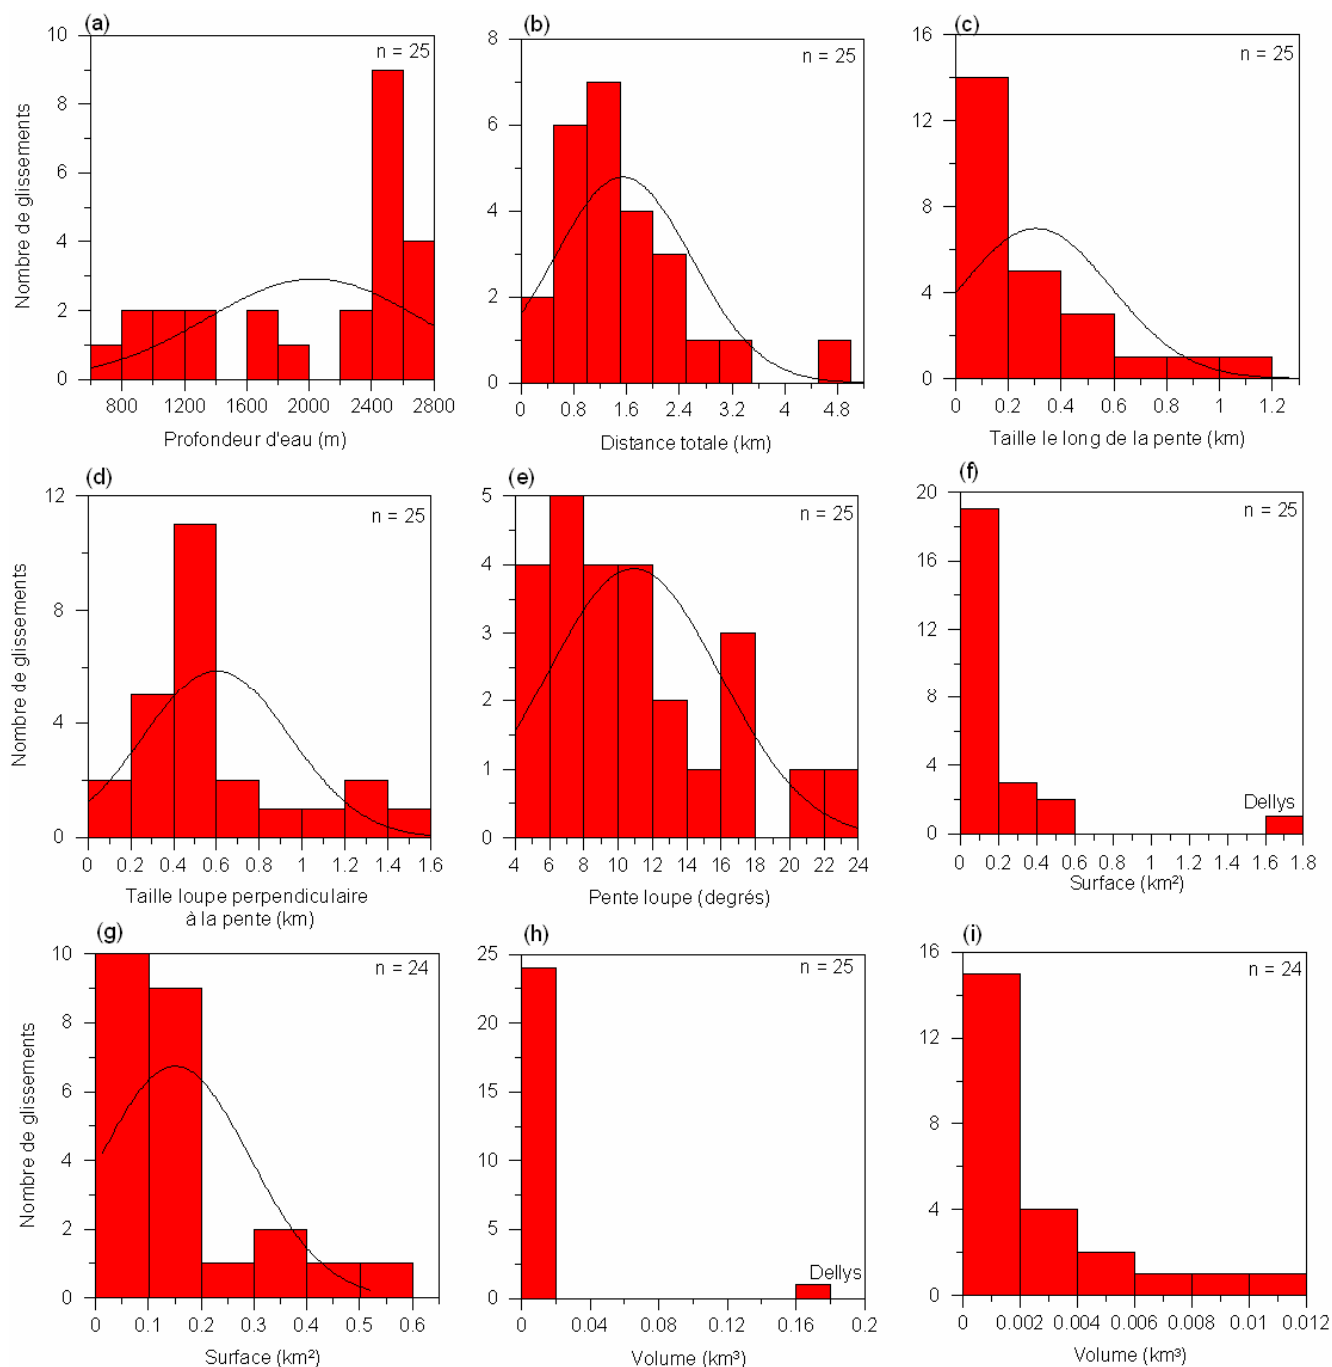 (a)
n = 25
Nombre de glissements
10
8
6
4
2
0
800 1200 1600 2000 2400 2800
Profondeur d'eau (m)
(b)
n = 25
8
6
4
2
0
0 0.8 1.6 2.4 3.2 4 4.8
Distance totale (km)
(c)
n = 25
16
12
8
4
0
0 0.2 0.4 0.6 0.8 1 1.2
Taille le long de la pente (km)
(d)
n = 25
Nombre de glissements
12
8
4
0
0 0.2 0.4 0.6 0.8 1 1.2 1.4 1.6
Taille loupe perpendiculaire
à la pente (km)
(e)
n = 25
5
4
3
2
1
0
4 6 8 10 12 14 16 18 20 22 24
Pente loupe (degrés)
(f)
n = 25
20
16
12
8
4
0
Dellys
0 0.2 0.4 0.6 0.8 1 1.2 1.4 1.6 1.8
Surface (km²)
(g)
n = 24
Nombre de glissements
10
8
6
4
2
0
0 0.1 0.2 0.3 0.4 0.5 0.6
Surface (km²)
(h)
n = 25
25
20
15
10
5
0
Dellys
0 0.04 0.08 0.12 0.16 0.2
Volume (km³)
(i)
n = 24
16
12
8
4
0
0 0.002 0.004 0.006 0.008 0.01 0.012
Volume (km³)